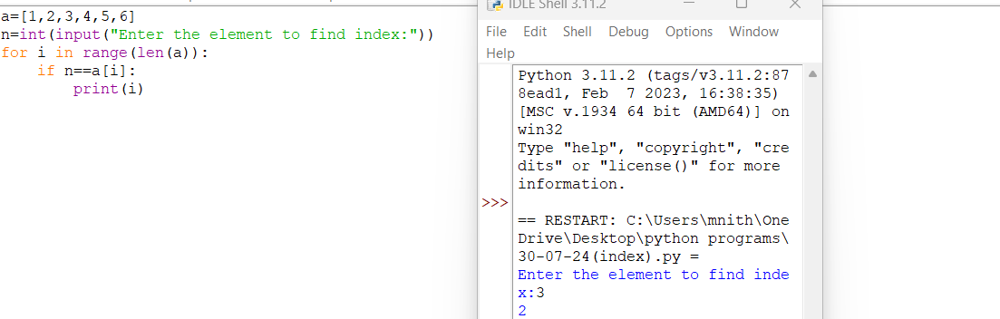 a=[1,2,3,4,5,6]
n=int(input("Enter the element to find index:"))
for i in range(len(a)):
    if n==a[i]:
        print(i)
IDLE Shell 3.11.2
File Edit Shell Debug Options Window
Help
Python 3.11.2 (tags/v3.11.2:87
8ead1, Feb  7 2023, 16:38:35)
[MSC v.1934 64 bit (AMD64)] on
win32
Type "help", "copyright", "cre
dits" or "license()" for more
information.
>>>
== RESTART: C:\Users\mnith\One
Drive\Desktop\python programs\
30-07-24(index).py =
Enter the element to find inde
x:3
2